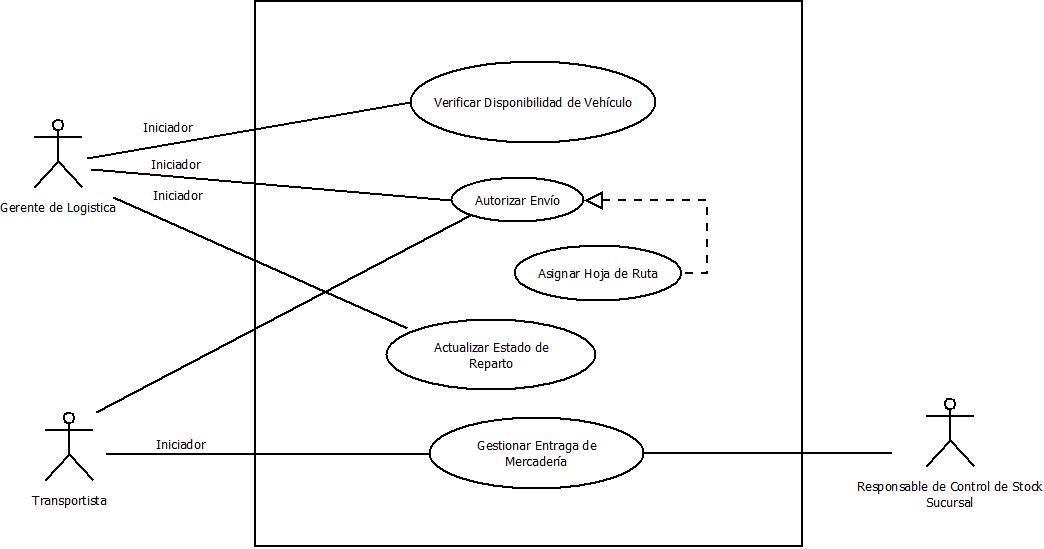 Verificar Disponibilidad de Vehículo
Iniciador
Iniciador
Iniciador
Gerente de Logistica
Autorizar Envío
Asignar Hoja de Ruta
Actualizar Estado de
Reparto
Iniciador
Gestionar Entraga de
Mercadería
Transportista
Responsable de Control de Stock
Sucursal